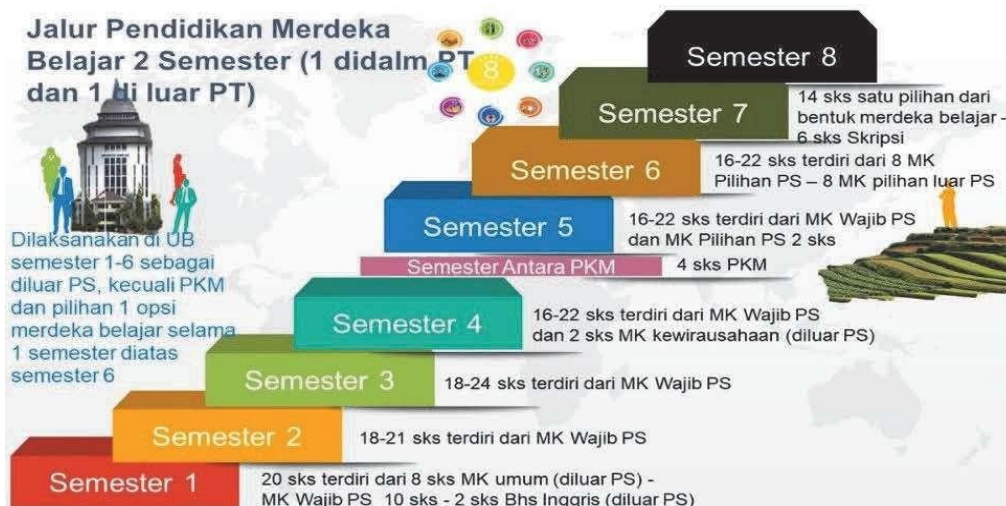 Jalur Pendidikan Merdeka
Belajar 2 Semester (1 didalm PT
dan 1 di luar PT)
8
Semester 8
Semester 7
14 sks satu pilihan dari
bentuk merdeka belajar -
6 sks Skripsi
Semester 6
16-22 sks terdiri dari 8 MK
Pilihan PS – 8 MK pilihan luar PS
Semester 5
16-22 sks terdiri dari MK Wajib PS
dan MK Pilihan PS 2 sks
Semester Antara PKM
4 sks PKM
Dilaksanakan di UB
semester 1-6 sebagai
diluar PS, kecuali PKM
dan pilihan 1 opsi
merdeka belajar selama
1 semester diatas
semester 6
Semester 4
16-22 sks terdiri dari MK Wajib PS
dan 2 sks MK kewirausahaan (diluar PS)
Semester 3
18-24 sks terdiri dari MK Wajib PS
Semester 2
18-21 sks terdiri dari MK Wajib PS
Semester 1
20 sks terdiri dari 8 sks MK umum (diluar PS) -
MK Wajib PS 10 sks - 2 sks Bhs Inggris (diluar PS)